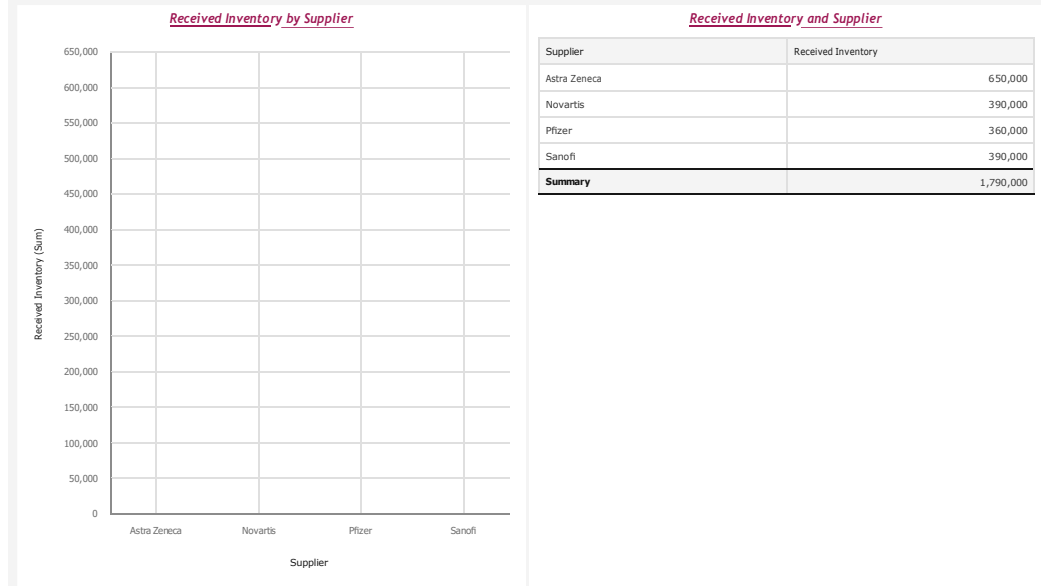 Received Inventory by Supplier
650,000
600,000
550,000
500,000
450,000
400,000
350,000
300,000
250,000
200,000
150,000
100,000
50,000
0
Received Inventory (Sum)
Astra Zeneca Novartis Pfizer Sanofi
Supplier
Received Inventory and Supplier
Supplier Received Inventory
Astra Zeneca 650,000
Novartis 390,000
Pfizer 360,000
Sanofi 390,000
Summary 1,790,000